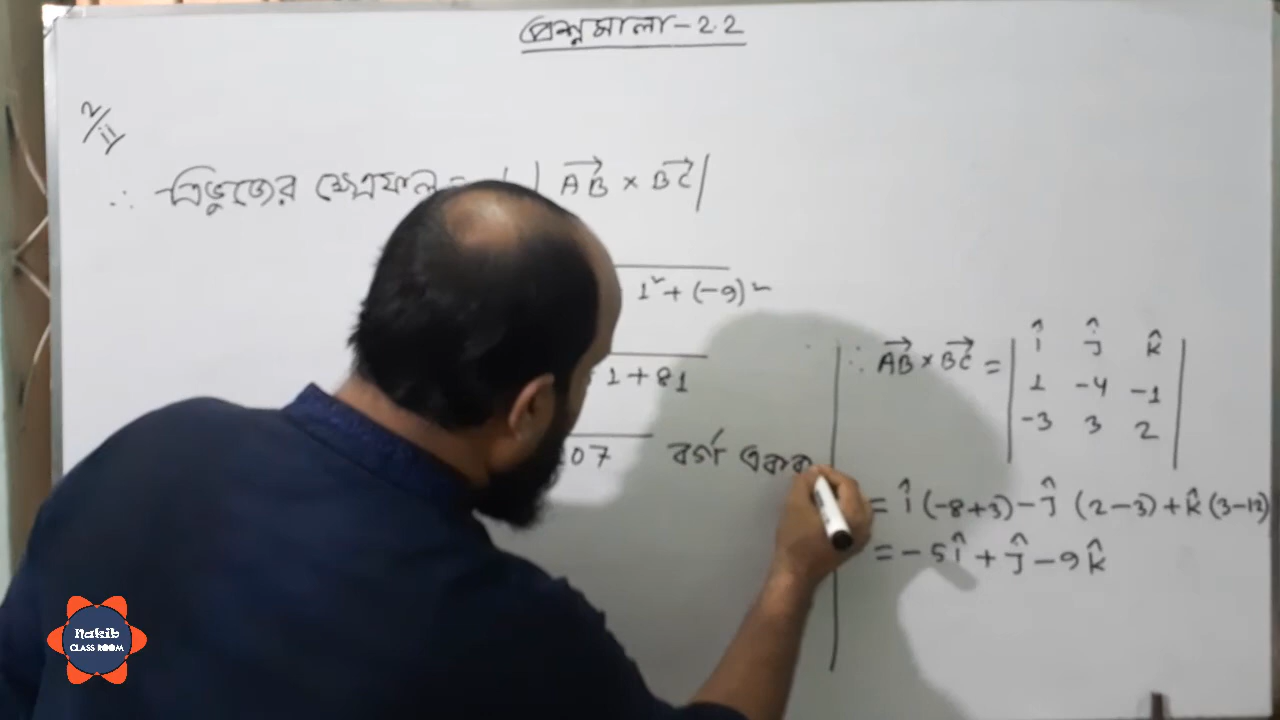 প্রশ্নমালা-2.2
2/ii
∴ ত্রিভুজের ক্ষেত্রফল = | AB × BC |
1² + (-9)²
1 + 81
07 বর্গ একক
∴ AB × BC = | î ĵ k̂
1 -4 -1
-3 3 2 |
= î (-8+3) - ĵ (2-3) + k̂ (3-12)
= -5î + ĵ - 9k̂
Nakib
CLASS ROOM